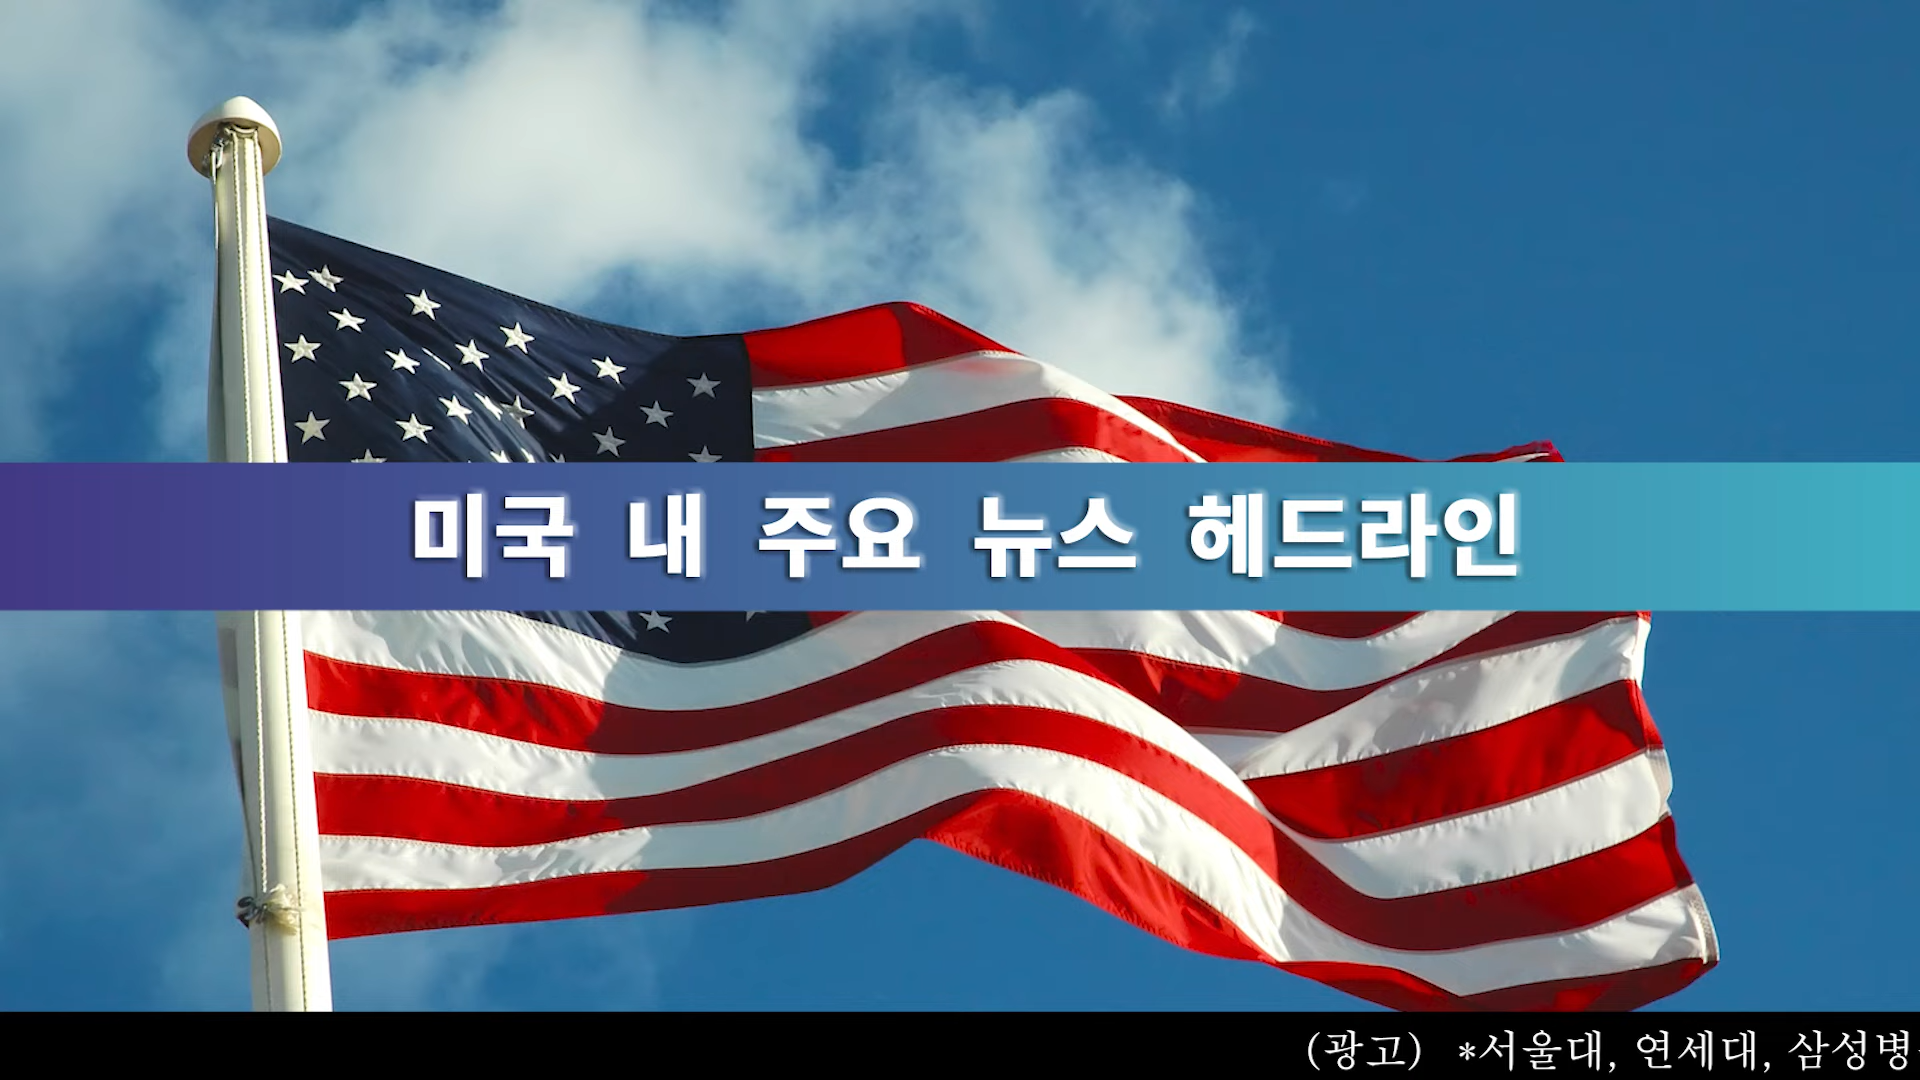 미국 내 주요 뉴스 헤드라인
(광고) *서울대, 연세대, 삼성병